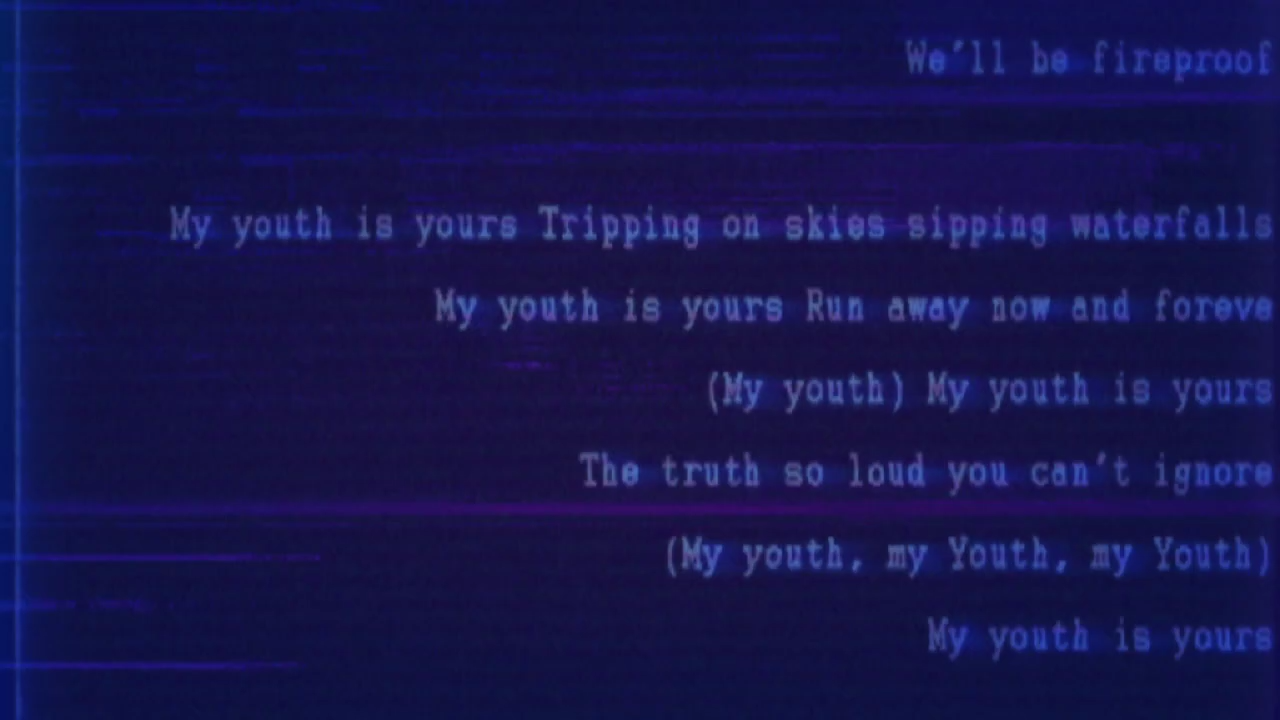 We'll be fireproof
My youth is yours Tripping on skies sipping waterfalls
My youth is yours Run away now and foreve
(My youth) My youth is yours
The truth so loud you can't ignore
(My youth, my Youth, my Youth)
My youth is yours